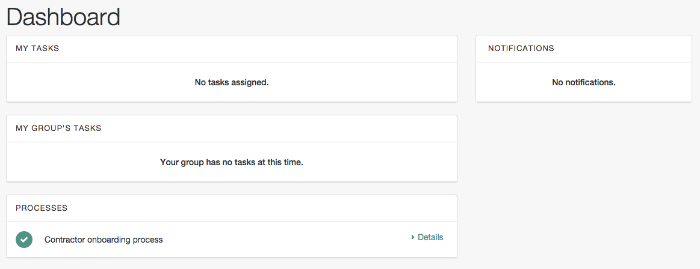 Dashboard
MY TASKS
No tasks assigned.
NOTIFICATIONS
No notifications.
MY GROUP'S TASKS
Your group has no tasks at this time.
PROCESSES
Contractor onboarding process
Details